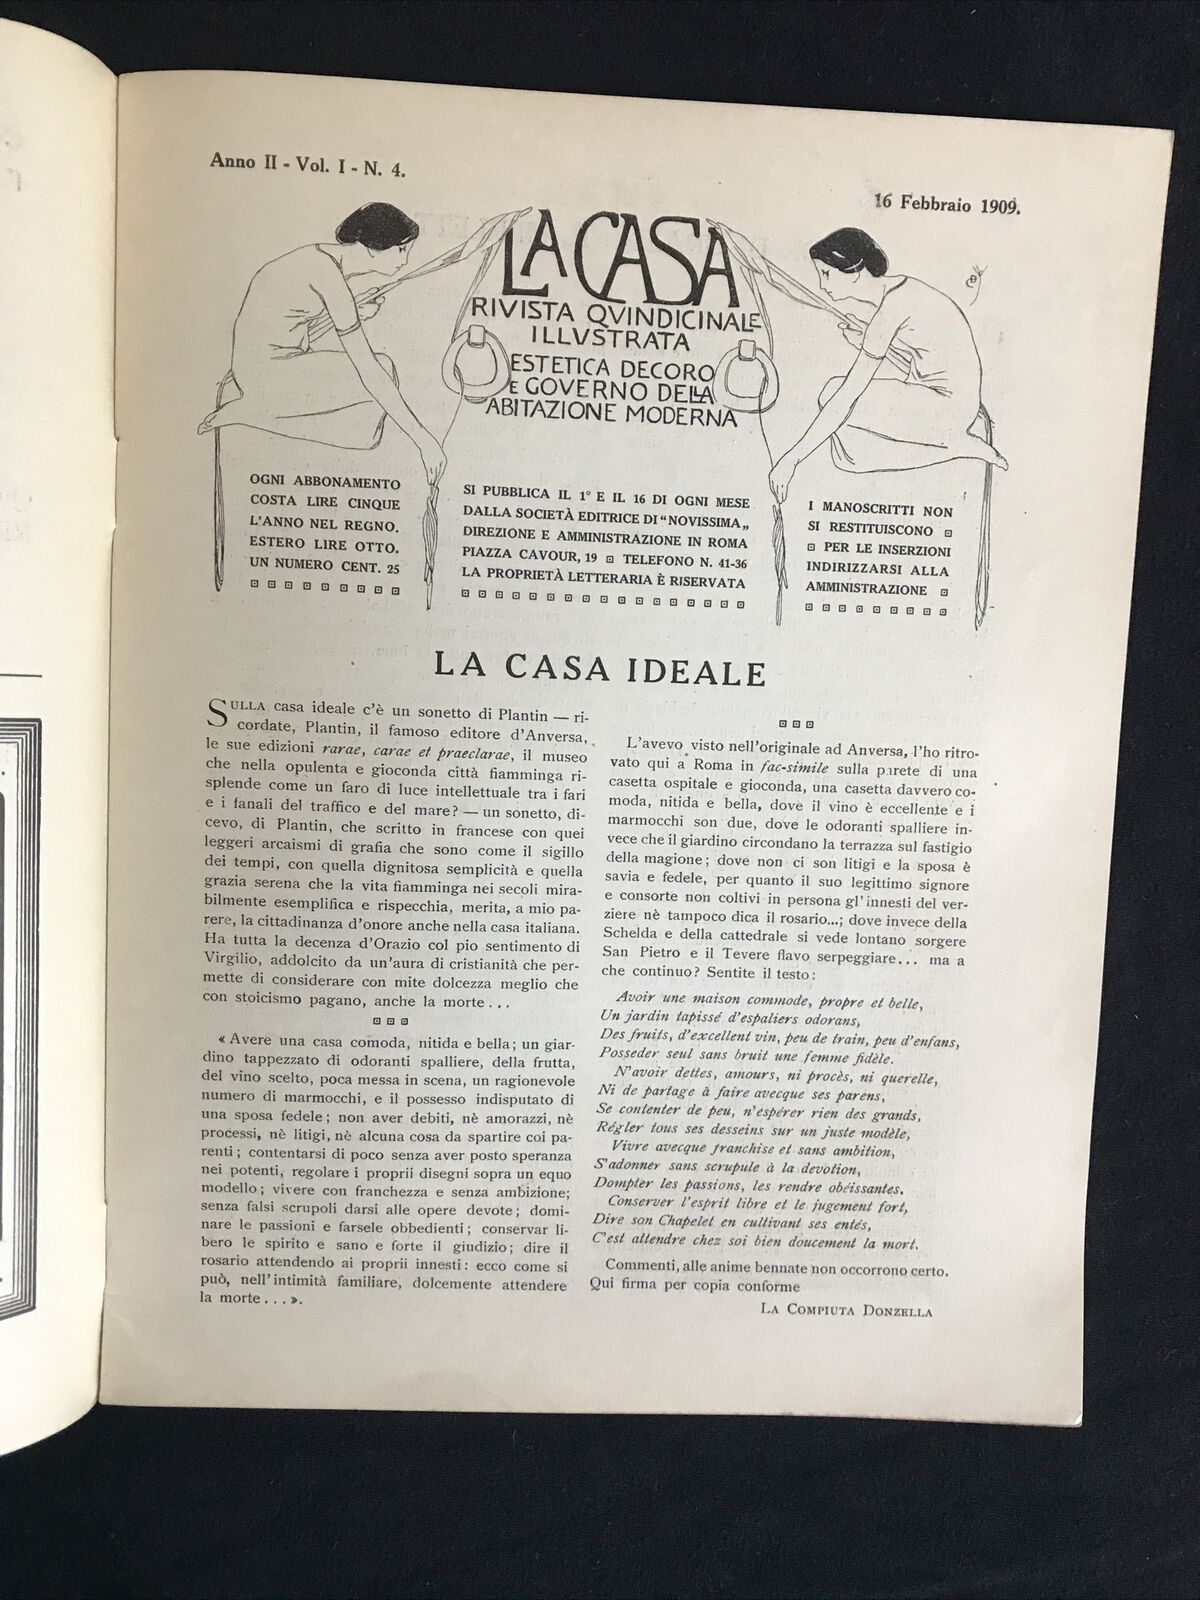 Anno II - Vol. I - N. 4.
16 Febbraio 1909.
LA CASA
RIVISTA QVINDICINALE
ILLVSTRATA
ESTETICA DECORO
E GOVERNO DELLA
ABITAZIONE MODERNA
OGNI ABBONAMENTO
COSTA LIRE CINQUE
L'ANNO NEL REGNO.
ESTERO LIRE OTTO.
UN NUMERO CENT. 25
SI PUBBLICA IL 1° E IL 16 DI OGNI MESE
DALLA SOCIETÀ EDITRICE DI "NOVISSIMA„
DIREZIONE E AMMINISTRAZIONE IN ROMA
PIAZZA CAVOUR, 19 ⊡ TELEFONO N. 41-36
LA PROPRIETÀ LETTERARIA È RISERVATA
I MANOSCRITTI NON
SI RESTITUISCONO ⊡
⊡ PER LE INSERZIONI
INDIRIZZARSI ALLA
AMMINISTRAZIONE ⊡
LA CASA IDEALE
SULLA casa ideale c'è un sonetto di Plantin — ri-
cordate, Plantin, il famoso editore d'Anversa,
le sue edizioni rarae, carae et praeclarae, il museo
che nella opulenta e gioconda città fiamminga ri-
splende come un faro di luce intellettuale tra i fari
e i fanali del traffico e del mare? — un sonetto, di-
cevo, di Plantin, che scritto in francese con quei
leggeri arcaismi di grafia che sono come il sigillo
dei tempi, con quella dignitosa semplicità e quella
grazia serena che la vita fiamminga nei secoli mira-
bilmente esemplifica e rispecchia, merita, a mio pa-
rere, la cittadinanza d'onore anche nella casa italiana.
Ha tutta la decenza d'Orazio col pio sentimento di
Virgilio, addolcito da un'aura di cristianità che per-
mette di considerare con mite dolcezza meglio che
con stoicismo pagano, anche la morte . . .
« Avere una casa comoda, nitida e bella; un giar-
dino tappezzato di odoranti spalliere, della frutta,
del vino scelto, poca messa in scena, un ragionevole
numero di marmocchi, e il possesso indisputato di
una sposa fedele; non aver debiti, nè amorazzi, nè
processi, nè litigi, nè alcuna cosa da spartire coi pa-
renti; contentarsi di poco senza aver posto speranza
nei potenti, regolare i proprii disegni sopra un equo
modello; vivere con franchezza e senza ambizione;
senza falsi scrupoli darsi alle opere devote; domi-
nare le passioni e farsele obbedienti; conservar li-
bero le spirito e sano e forte il giudizio; dire il
rosario attendendo ai proprii innesti: ecco come si
può, nell'intimità familiare, dolcemente attendere
la morte . . . ».
L'avevo visto nell'originale ad Anversa, l'ho ritro-
vato qui a Roma in fac-simile sulla parete di una
casetta ospitale e gioconda, una casetta davvero co-
moda, nitida e bella, dove il vino è eccellente e i
marmocchi son due, dove le odoranti spalliere in-
vece che il giardino circondano la terrazza sul fastigio
della magione; dove non ci son litigi e la sposa è
savia e fedele, per quanto il suo legittimo signore
e consorte non coltivi in persona gl'innesti del ver-
ziere nè tampoco dica il rosario...; dove invece della
Schelda e della cattedrale si vede lontano sorgere
San Pietro e il Tevere flavo serpeggiare... ma a
che continuo? Sentite il testo:
Avoir une maison commode, propre et belle,
Un jardin tapissé d'espaliers odorans,
Des fruits, d'excellent vin, peu de train, peu d'enfans,
Posseder seul sans bruit une femme fidèle.
N'avoir dettes, amours, ni procès, ni querelle,
Ni de partage à faire avecque ses parens,
Se contenter de peu, n'espérer rien des grands,
Régler tous ses desseins sur un juste modèle,
Vivre avecque franchise et sans ambition,
S'adonner sans scrupule à la devotion,
Dompter les passions, les rendre obéissantes.
Conserver l'esprit libre et le jugement fort,
Dire son Chapelet en cultivant ses entés,
C'est attendre chez soi bien doucement la mort.
Commenti, alle anime bennate non occorrono certo.
Qui firma per copia conforme
LA COMPIUTA DONZELLA